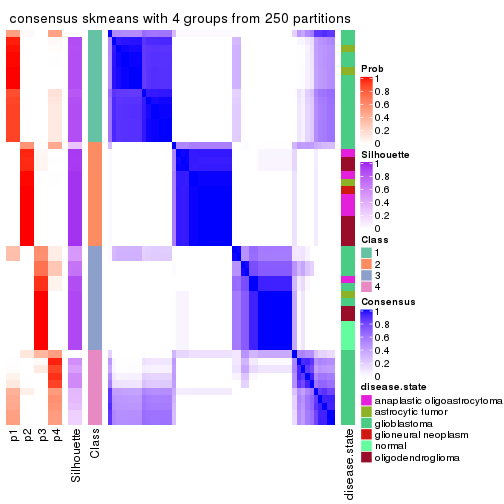 consensus skmeans with 4 groups from 250 partitions
Prob
1
0.8
0.6
0.4
0.2
0
Silhouette
1
0.8
0.6
0.4
0.2
0
Class
1
2
3
4
Consensus
1
0.8
0.6
0.4
0.2
0
disease.state
anaplastic oligoastrocytoma
astrocytic tumor
glioblastoma
glioneural neoplasm
normal
oligodendroglioma
p1
p2
p3
p4
Silhouette
Class
disease.state